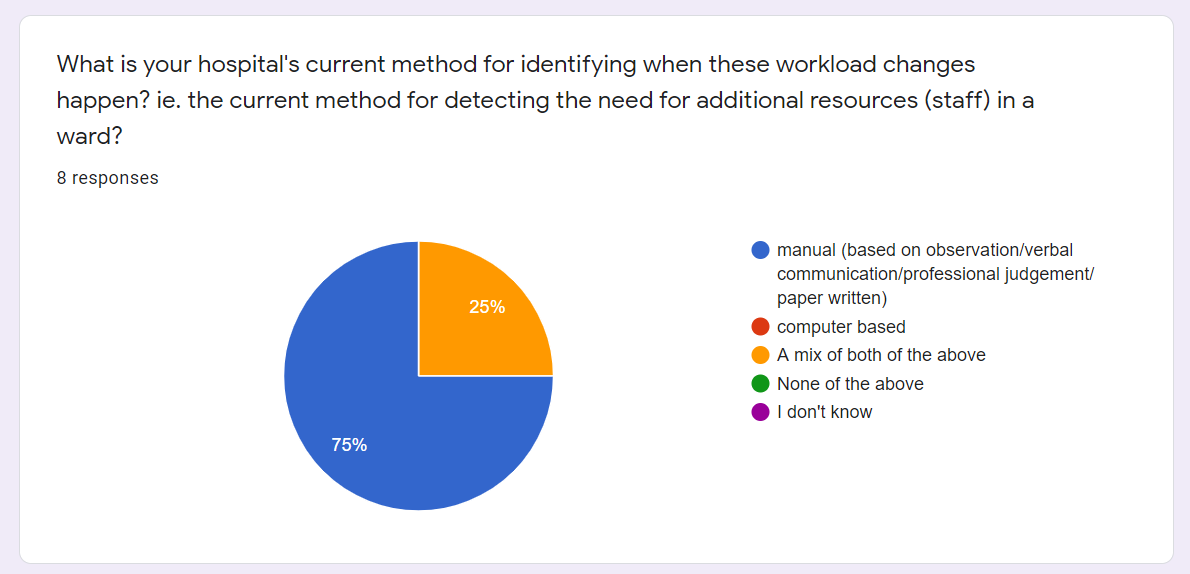 What is your hospital's current method for identifying when these workload changes
happen? ie. the current method for detecting the need for additional resources (staff) in a
ward?
8 responses
25%
75%
manual (based on observation/verbal
communication/professional judgement/
paper written)
computer based
A mix of both of the above
None of the above
I don't know